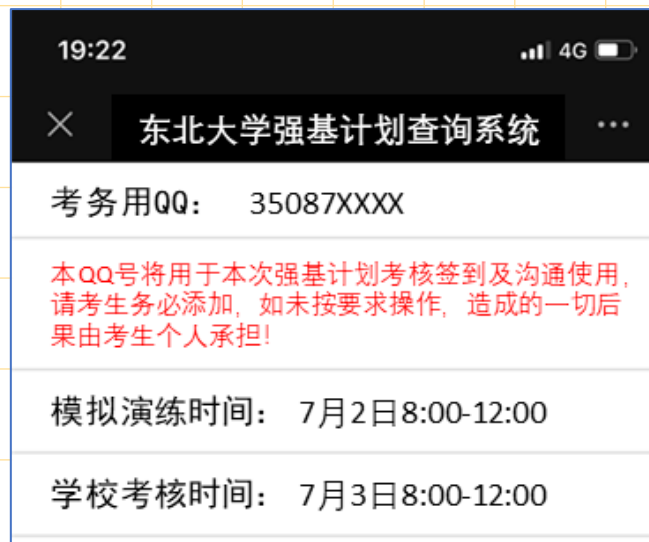 19:22 4G
东北大学强基计划查询系统
考务用QQ: 35087XXXX
本QQ号将用于本次强基计划考核签到及沟通使用,
请考生务必添加,如未按要求操作,造成的一切后
果由考生个人承担!
模拟演练时间: 7月2日8:00-12:00
学校考核时间: 7月3日8:00-12:00